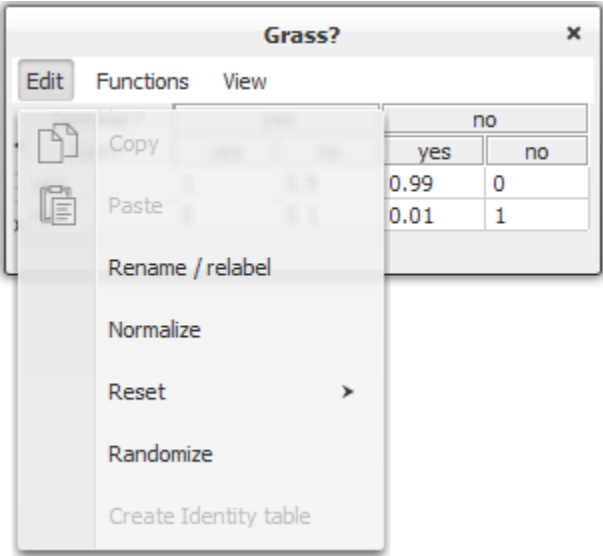 Grass?
Edit Functions View
no
yes no
0.99 0
0.01 1
Copy
Paste
Rename / relabel
Normalize
Reset
Randomize
Create Identity table